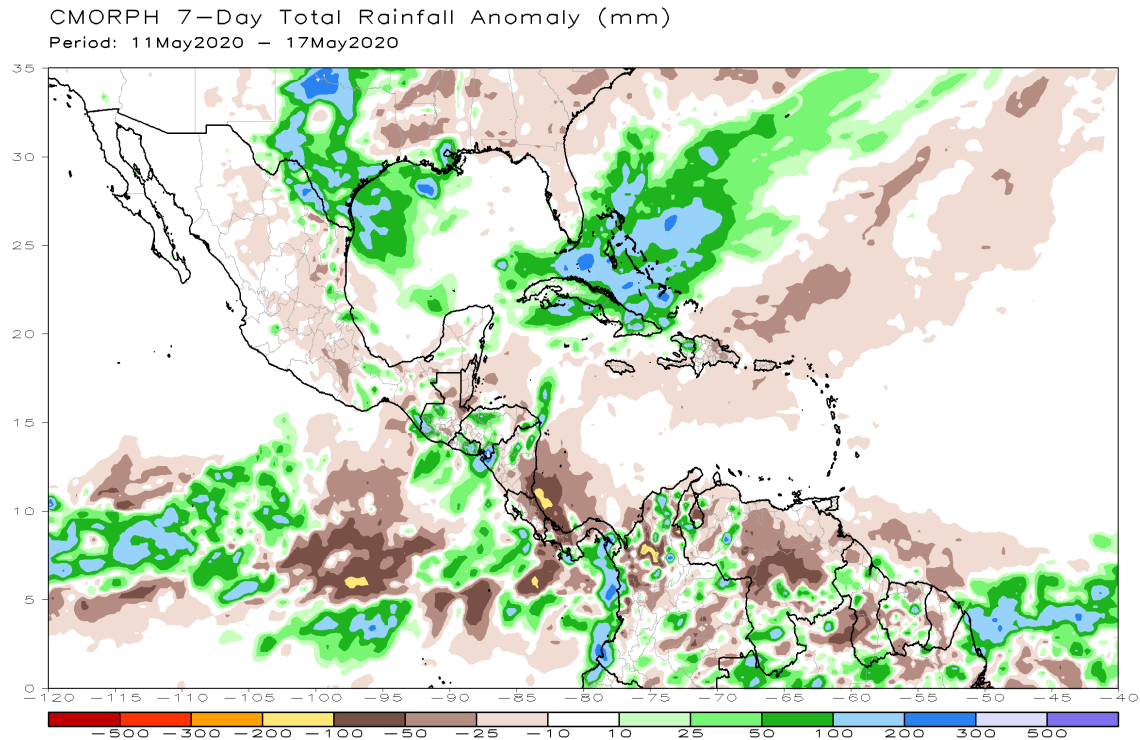 CMORPH 7-Day Total Rainfall Anomaly (mm)
Period: 11May2020 - 17May2020
35
30
25
20
15
10
5
0
-120 -115 -110 -105 -100 -95 -90 -85 -80 -75 -70 -65 -60 -55 -50 -45 -40
-500 -300 -200 -100 -50 -25 -10 10 25 50 100 200 300 500